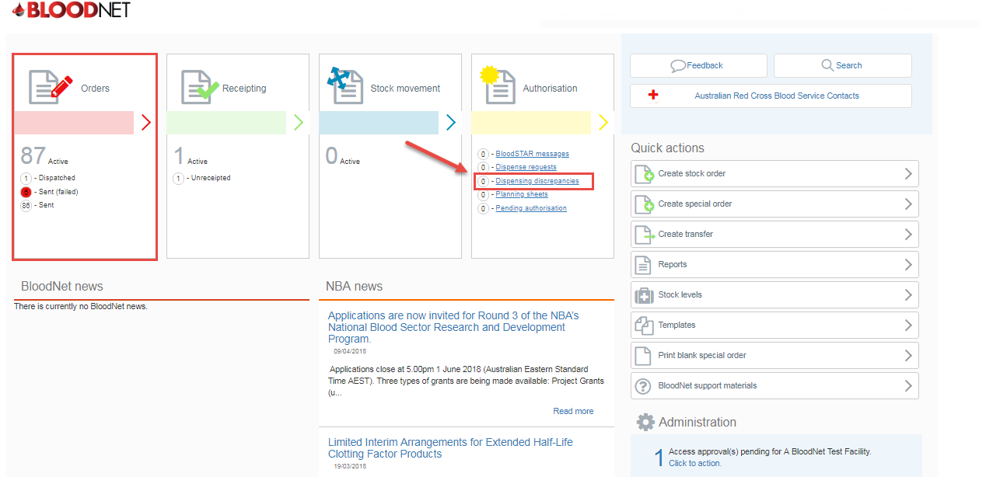 BLOODNET
Orders
87 Active
1 - Dispatched
- Sent (failed)
86 - Sent
Receipting
1 Active
1 - Unreceipted
Stock movement
0 Active
Authorisation
0 - BloodSTAR messages
0 - Dispense requests
0 - Dispensing discrepancies
0 - Planning sheets
0 - Pending authorisation
Feedback
Search
Australian Red Cross Blood Service Contacts
Quick actions
Create stock order
Create special order
Create transfer
Reports
Stock levels
Templates
Print blank special order
BloodNet support materials
Administration
1 Access approval(s) pending for A BloodNet Test Facility.
Click to action.
BloodNet news
There is currently no BloodNet news.
NBA news
Applications are now invited for Round 3 of the NBA's
National Blood Sector Research and Development
Program.
09/04/2018
Applications close at 5.00pm 1 June 2018 (Australian Eastern Standard
Time AEST). Three types of grants are being made available: Project Grants
(u...
Read more
Limited Interim Arrangements for Extended Half-Life
Clotting Factor Products
19/03/2018